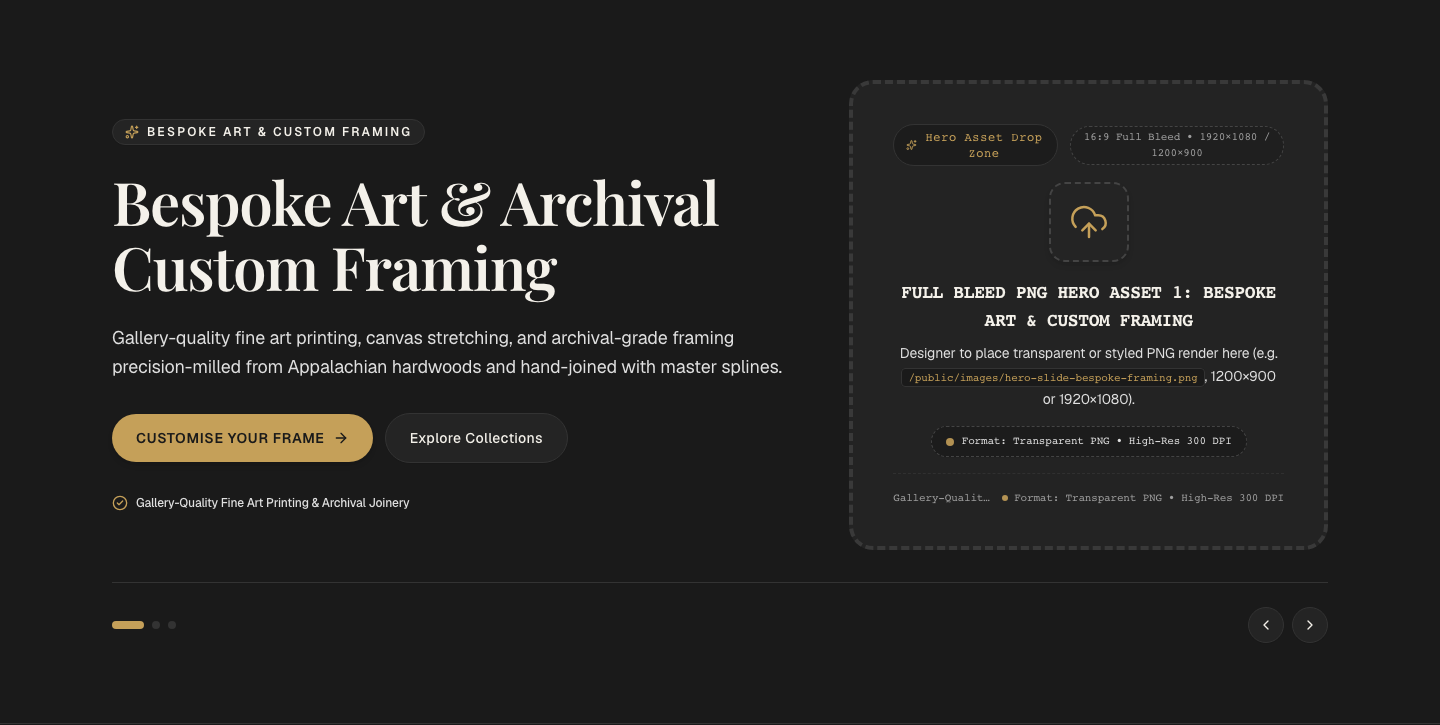 BESPOKE ART & CUSTOM FRAMING
Bespoke Art & Archival
Custom Framing
Gallery-quality fine art printing, canvas stretching, and archival-grade framing
precision-milled from Appalachian hardwoods and hand-joined with master splines.
CUSTOMISE YOUR FRAME →
Explore Collections
Gallery-Quality Fine Art Printing & Archival Joinery
Hero Asset Drop
Zone
16:9 Full Bleed • 1920×1080 /
1200×900
FULL BLEED PNG HERO ASSET 1: BESPOKE
ART & CUSTOM FRAMING
Designer to place transparent or styled PNG render here (e.g.
/public/images/hero-slide-bespoke-framing.png, 1200×900
or 1920×1080).
Format: Transparent PNG • High-Res 300 DPI
Gallery-Qualit… Format: Transparent PNG • High-Res 300 DPI